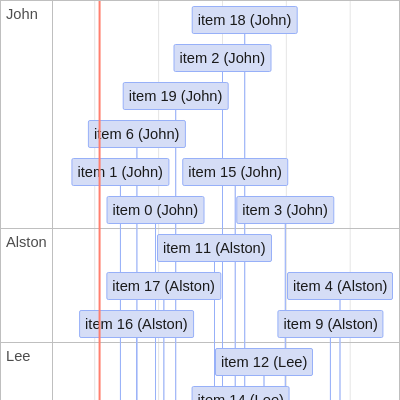 John
item 18 (John)
item 2 (John)
item 19 (John)
item 6 (John)
item 1 (John)
item 15 (John)
item 0 (John)
item 3 (John)
Alston
item 11 (Alston)
item 17 (Alston)
item 4 (Alston)
item 16 (Alston)
item 9 (Alston)
Lee
item 12 (Lee)
item 14 (Lee)